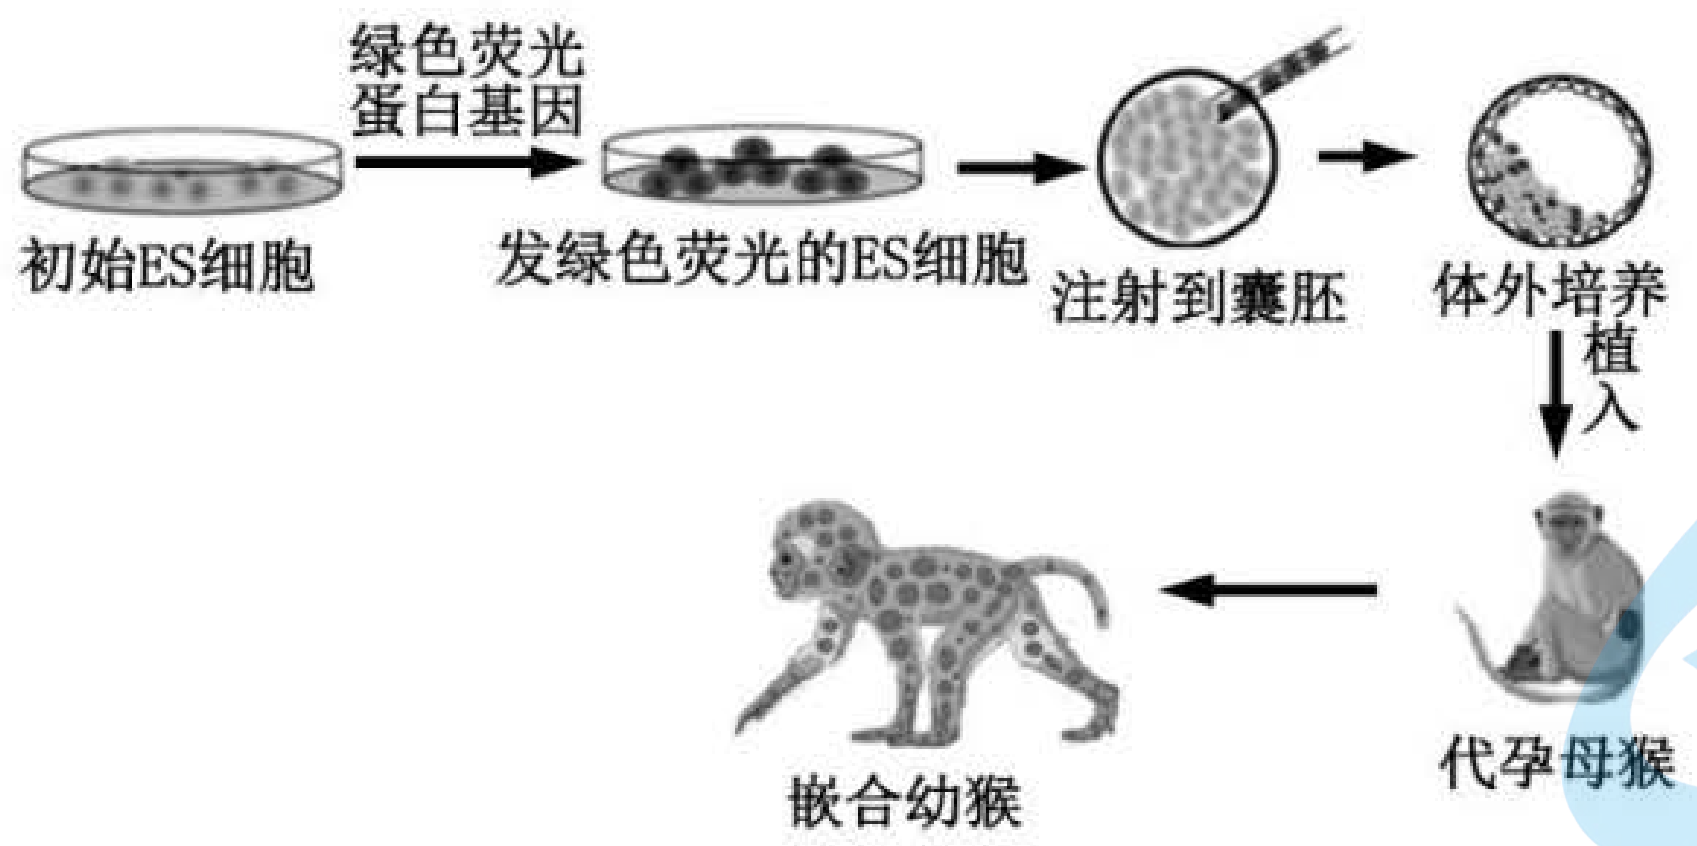 绿色荧光
蛋白基因
初始ES细胞
发绿色荧光的ES细胞
注射到囊胚
体外培养
植
入
代孕母猴
嵌合幼猴